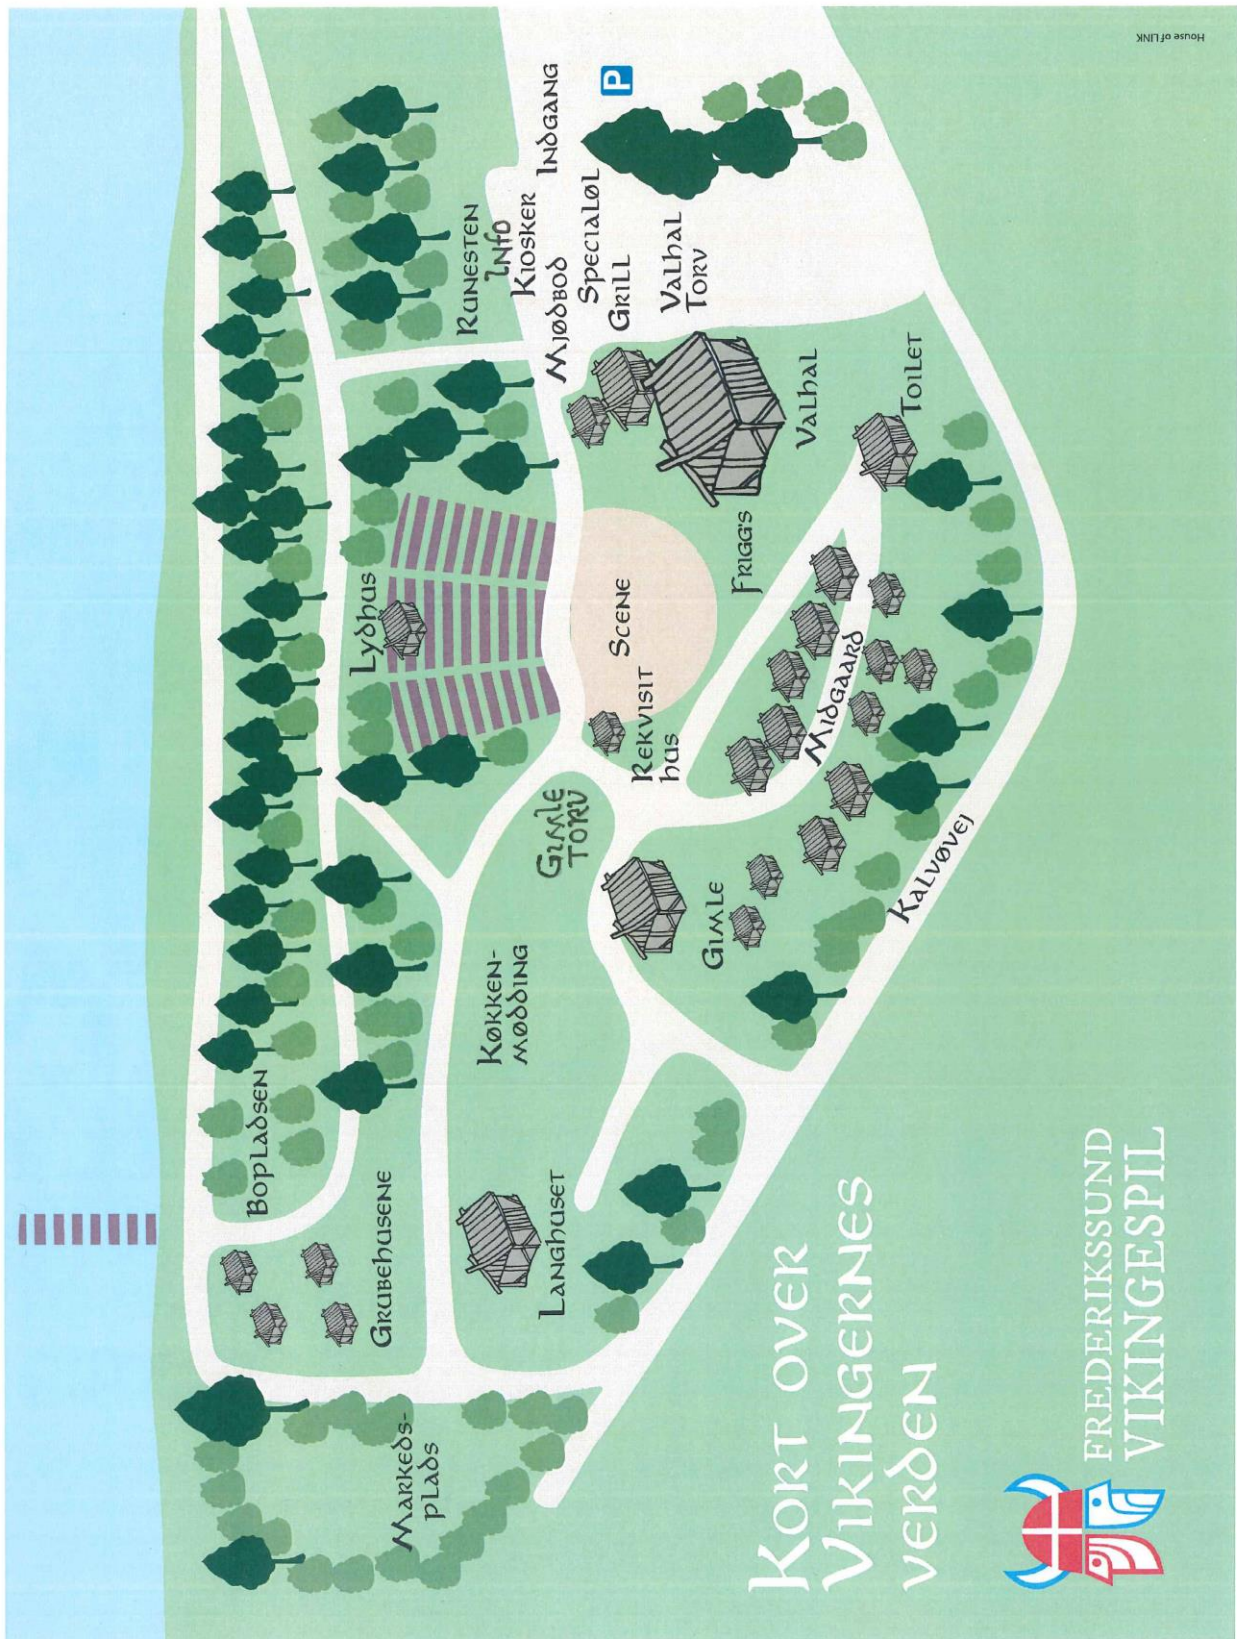 House of LINK
P
INDGANG
RUNESTEN
INFO
KIOSKER
MJØDBOD
SPECIALØL
GRILL
VALHAL
TORV
VALHAL
TOILET
LYDHUS
SCENE
FRIGG'S
REKVISIT
HUS
MIDGAARD
GIMLE
TORV
GIMLE
KALVØVEJ
KØKKEN-
MØDDING
BOPLADSEN
GRUBEHUSENE
LANGHUSET
MARKEDS-
PLADS
KORT OVER
VIKINGERNES
VERDEN
FREDERIKSSUND
VIKINGESPIL